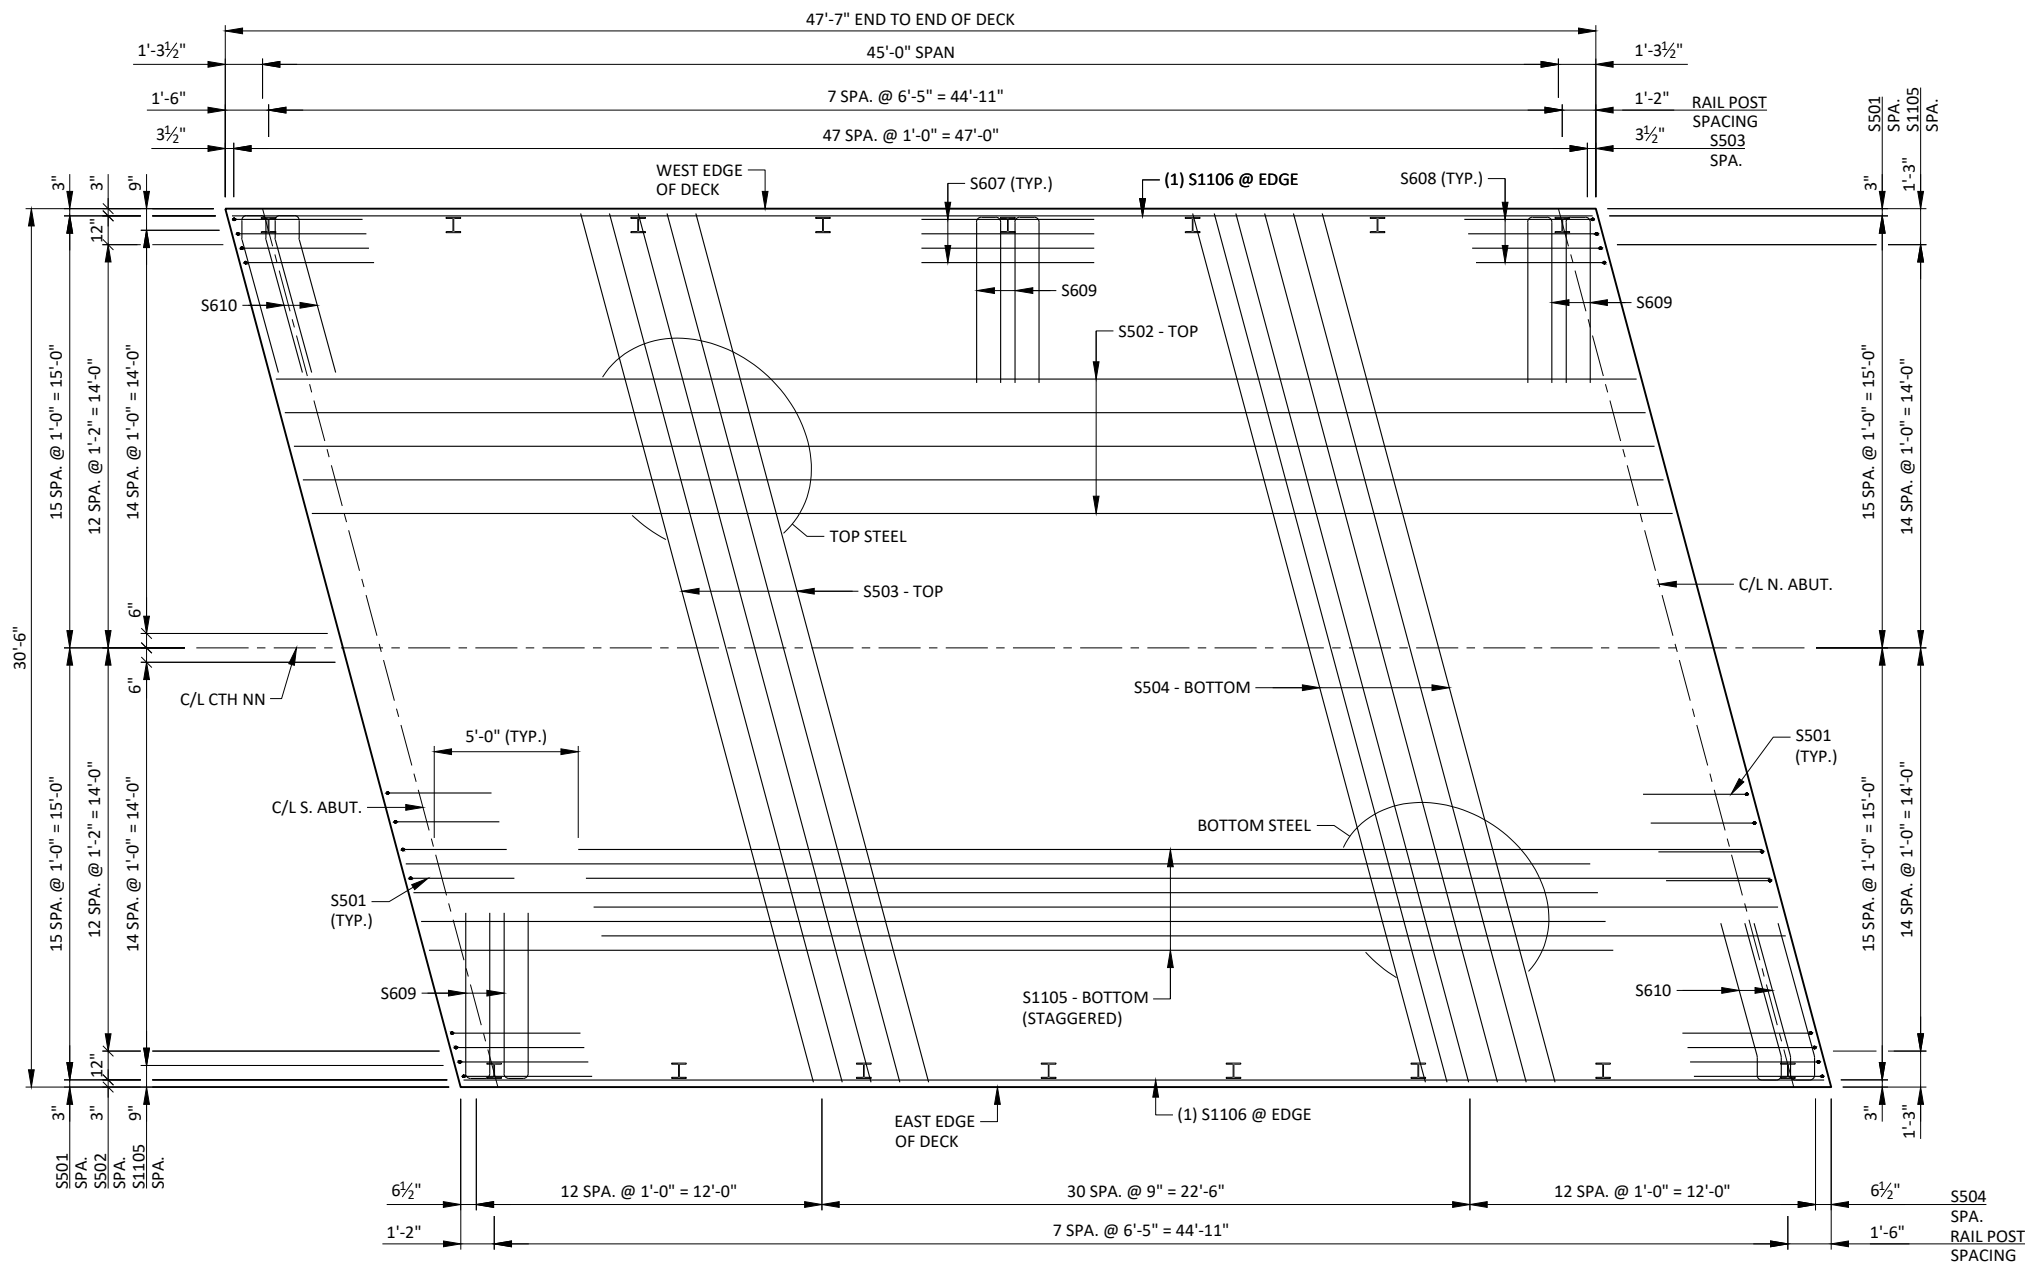 47'-7" END TO END OF DECK
1'-3½"
45'-0" SPAN
1'-3½"
1'-6"
7 SPA. @ 6'-5" = 44'-11"
1'-2"
RAIL POST
SPACING
3½"
47 SPA. @ 1'-0" = 47'-0"
3½"
S503
SPA.
S501
SPA.
S1105
SPA.
3"
3"
9"
12"
WEST EDGE
OF DECK
S607 (TYP.)
(1) S1106 @ EDGE
S608 (TYP.)
3"
1'-3"
S610
S609
S609
S502 - TOP
15 SPA. @ 1'-0" = 15'-0"
12 SPA. @ 1'-2" = 14'-0"
14 SPA. @ 1'-0" = 14'-0"
15 SPA. @ 1'-0" = 15'-0"
14 SPA. @ 1'-0" = 14'-0"
TOP STEEL
S503 - TOP
C/L N. ABUT.
30'-6"
6"
6"
C/L CTH NN
S504 - BOTTOM
5'-0" (TYP.)
S501
(TYP.)
C/L S. ABUT.
BOTTOM STEEL
15 SPA. @ 1'-0" = 15'-0"
12 SPA. @ 1'-2" = 14'-0"
14 SPA. @ 1'-0" = 14'-0"
15 SPA. @ 1'-0" = 15'-0"
14 SPA. @ 1'-0" = 14'-0"
S501
(TYP.)
S609
S1105 - BOTTOM
(STAGGERED)
S610
12"
3"
3"
9"
EAST EDGE
OF DECK
(1) S1106 @ EDGE
3"
1'-3"
S501
SPA.
S502
SPA.
S1105
SPA.
6½"
12 SPA. @ 1'-0" = 12'-0"
30 SPA. @ 9" = 22'-6"
12 SPA. @ 1'-0" = 12'-0"
6½"
S504
SPA.
1'-2"
7 SPA. @ 6'-5" = 44'-11"
1'-6"
RAIL POST
SPACING